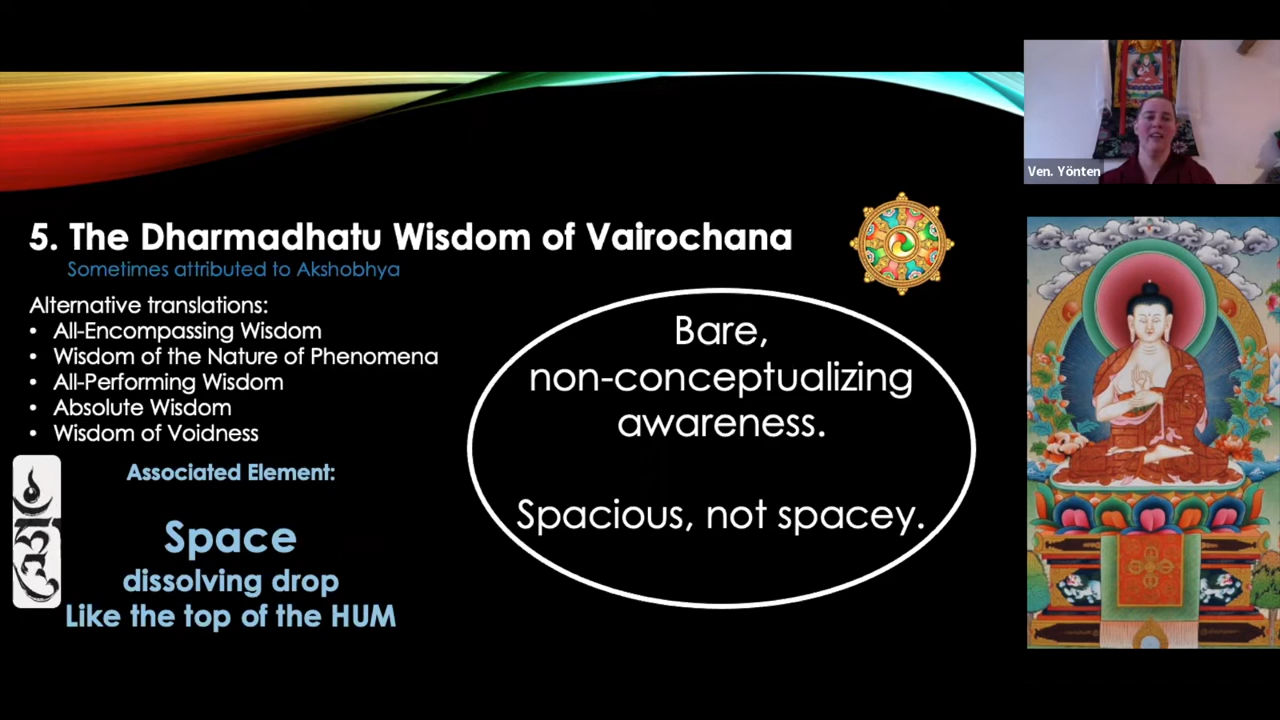 5. The Dharmadhatu Wisdom of Vairochana
Sometimes attributed to Akshobhya
Alternative translations:
• All-Encompassing Wisdom
• Wisdom of the Nature of Phenomena
• All-Performing Wisdom
• Absolute Wisdom
• Wisdom of Voidness
Associated Element:
Space
dissolving drop
Like the top of the HUM
Bare,
non-conceptualizing
awareness.
Spacious, not spacey.
Ven. Yönten